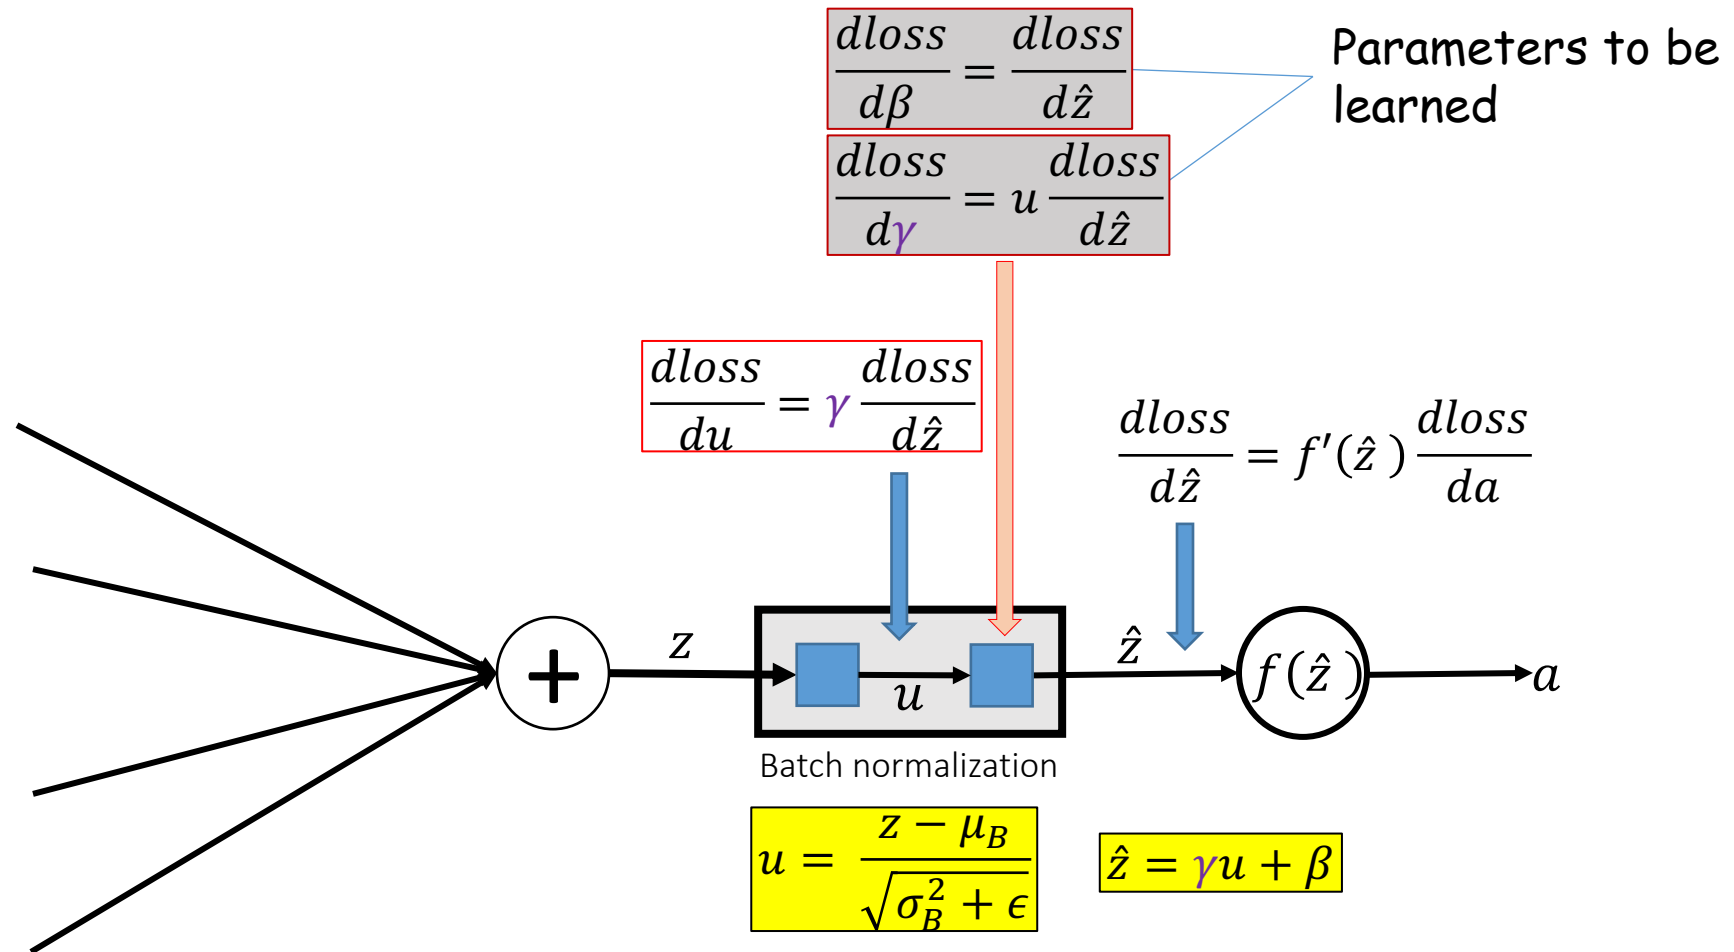 dloss/dβ = dloss/dẑ
Parameters to be
learned
dloss/dγ = u dloss/dẑ
dloss/du = γ dloss/dẑ
dloss/dẑ = f′(ẑ) dloss/da
+
z
u
ẑ
f(ẑ)
a
Batch normalization
u = (z − μ_B)/√(σ_B² + ϵ)
ẑ = γu + β